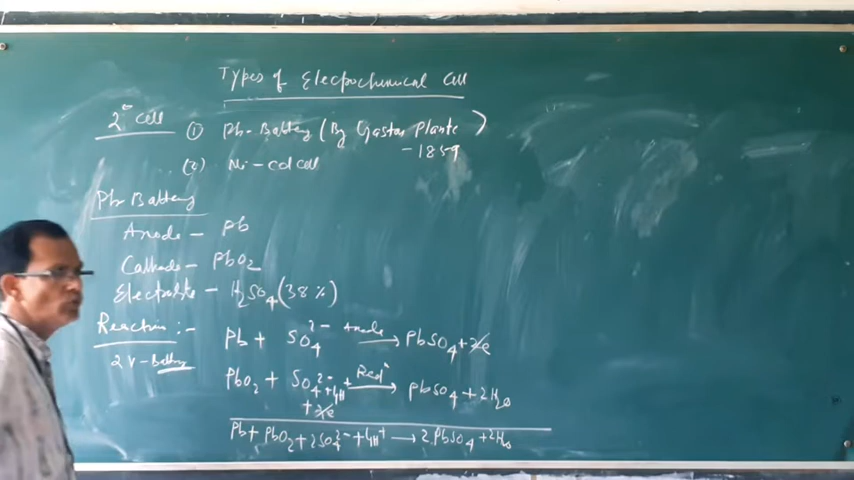 Types of Electrochemical Cell
2° Cell (1) Pb-Battery (By Gaston Plante)
-1859
(2) Ni-cd cell
Pb Battery
Anode - Pb
Cathode - PbO2
Electrolite - H2SO4 (38 %)
Reaction :- Pb + SO4^2- Anode → PbSO4 + 2e
2V-Battery
PbO2 + SO4^2- + 4H+ + 2e Red^n → PbSO4 + 2H2O
Pb + PbO2 + 2SO4^2- + 4H+ → 2PbSO4 + 2H2O